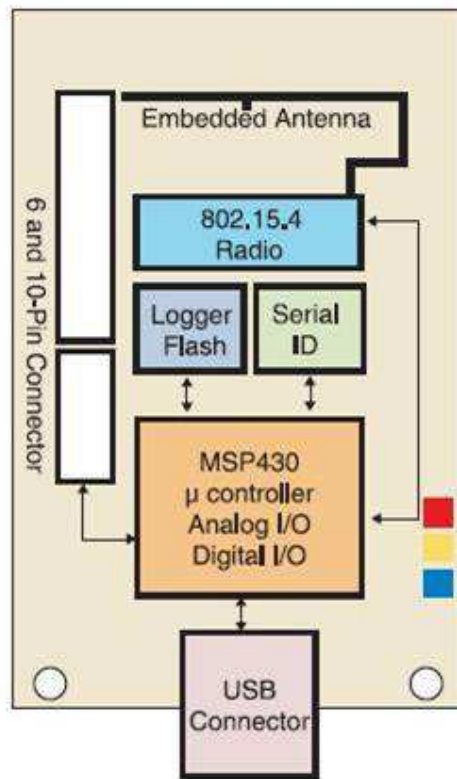 Embedded Antenna
6 and 10-Pin Connector
802.15.4
Radio
Logger
Flash
Serial
ID
MSP430
µ controller
Analog I/O
Digital I/O
USB
Connector